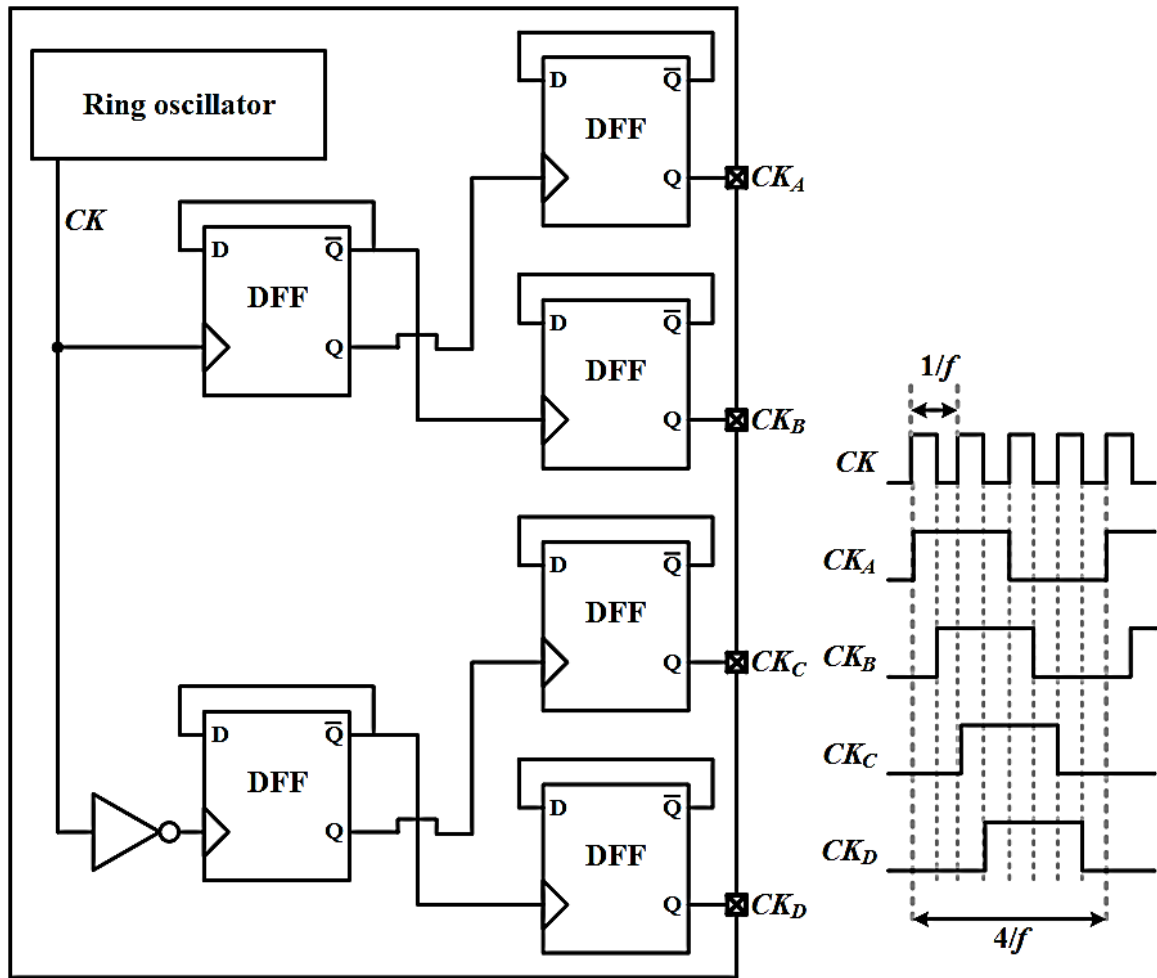 Ring oscillator
CK
D Q̅
DFF
Q
CK_A
D Q̅
DFF
Q
D Q̅
DFF
Q
CK_B
D Q̅
DFF
Q
CK_C
D Q̅
DFF
Q
D Q̅
DFF
Q
CK_D
1/f
CK
CK_A
CK_B
CK_C
CK_D
4/f